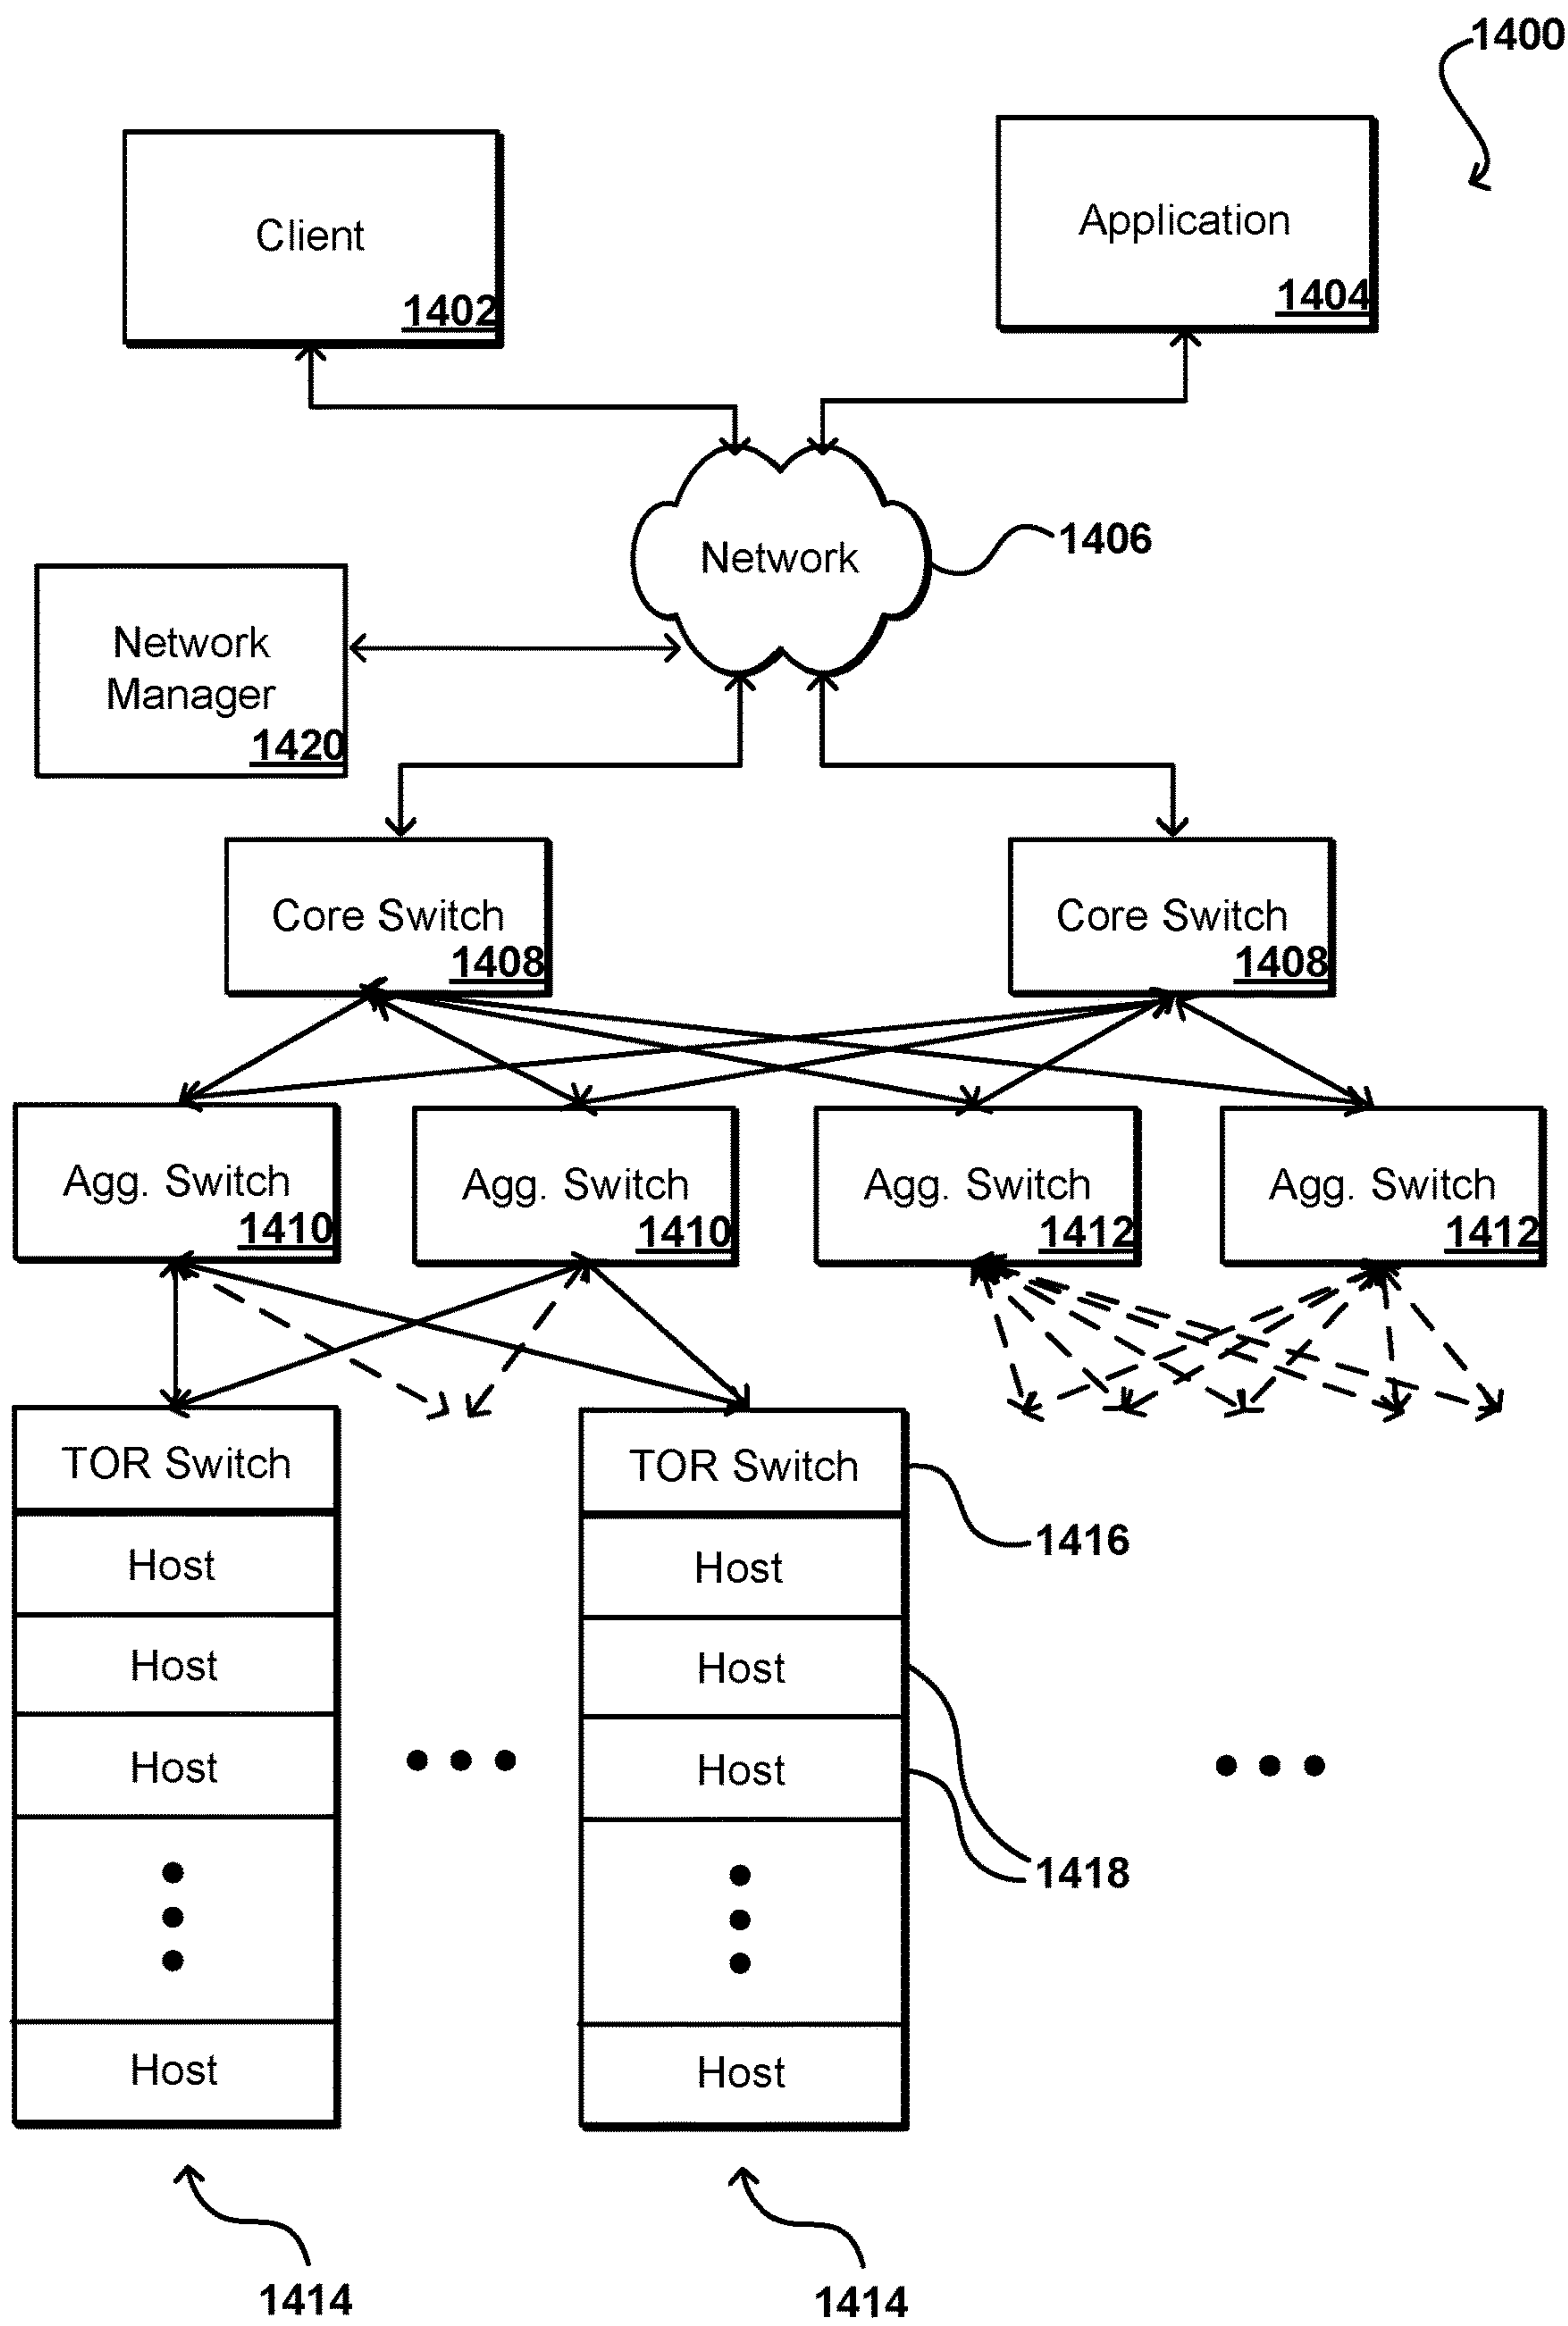 1400
Client
1402
Application
1404
Network
1406
Network
Manager
1420
Core Switch
1408
Core Switch
1408
Agg. Switch
1410
Agg. Switch
1410
Agg. Switch
1412
Agg. Switch
1412
TOR Switch
Host
Host
Host
Host
TOR Switch
1416
Host
Host
Host
1418
Host
1414
1414